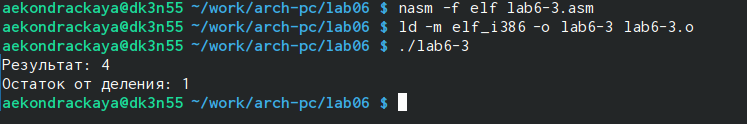 aekondrackaya@dk3n55 ~/work/arch-pc/lab06 $ nasm -f elf lab6-3.asm
aekondrackaya@dk3n55 ~/work/arch-pc/lab06 $ ld -m elf_i386 -o lab6-3 lab6-3.o
aekondrackaya@dk3n55 ~/work/arch-pc/lab06 $ ./lab6-3
Результат: 4
Остаток от деления: 1
aekondrackaya@dk3n55 ~/work/arch-pc/lab06 $